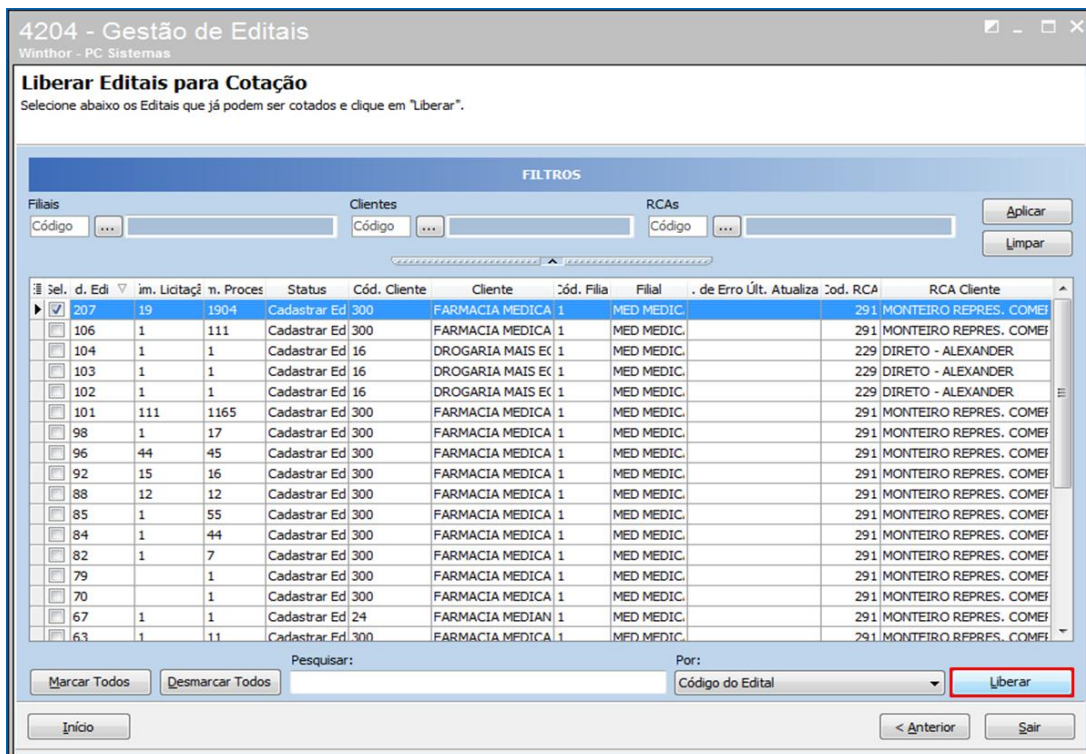 4204 - Gestão de Editais
Winthor - PC Sistemas
Liberar Editais para Cotação
Selecione abaixo os Editais que já podem ser cotados e clique em "Liberar".
FILTROS
Filiais Clientes RCAs
Código ... Código ... Código ... Aplicar
Limpar
Sel. d. Edi im. Licitaçã m. Proces Status Cód. Cliente Cliente Cód. Filia Filial . de Erro Últ. Atualiza Cod. RCA RCA Cliente
207 19 1904 Cadastrar Ed 300 FARMACIA MEDICA 1 MED MEDIC. 291 MONTEIRO REPRES. COMEF
106 1 111 Cadastrar Ed 300 FARMACIA MEDICA 1 MED MEDIC. 291 MONTEIRO REPRES. COMEF
104 1 1 Cadastrar Ed 16 DROGARIA MAIS E( 1 MED MEDIC. 229 DIRETO - ALEXANDER
103 1 1 Cadastrar Ed 16 DROGARIA MAIS E( 1 MED MEDIC. 229 DIRETO - ALEXANDER
102 1 1 Cadastrar Ed 16 DROGARIA MAIS E( 1 MED MEDIC. 229 DIRETO - ALEXANDER
101 111 1165 Cadastrar Ed 300 FARMACIA MEDICA 1 MED MEDIC. 291 MONTEIRO REPRES. COMEF
98 1 17 Cadastrar Ed 300 FARMACIA MEDICA 1 MED MEDIC. 291 MONTEIRO REPRES. COMEF
96 44 45 Cadastrar Ed 300 FARMACIA MEDICA 1 MED MEDIC. 291 MONTEIRO REPRES. COMEF
92 15 16 Cadastrar Ed 300 FARMACIA MEDICA 1 MED MEDIC. 291 MONTEIRO REPRES. COMEF
88 12 12 Cadastrar Ed 300 FARMACIA MEDICA 1 MED MEDIC. 291 MONTEIRO REPRES. COMEF
85 1 55 Cadastrar Ed 300 FARMACIA MEDICA 1 MED MEDIC. 291 MONTEIRO REPRES. COMEF
84 1 44 Cadastrar Ed 300 FARMACIA MEDICA 1 MED MEDIC. 291 MONTEIRO REPRES. COMEF
82 1 7 Cadastrar Ed 300 FARMACIA MEDICA 1 MED MEDIC. 291 MONTEIRO REPRES. COMEF
79 1 Cadastrar Ed 300 FARMACIA MEDICA 1 MED MEDIC. 291 MONTEIRO REPRES. COMEF
70 1 Cadastrar Ed 300 FARMACIA MEDICA 1 MED MEDIC. 291 MONTEIRO REPRES. COMEF
67 1 1 Cadastrar Ed 24 FARMACIA MEDIAN 1 MED MEDIC. 291 MONTEIRO REPRES. COMEF
63 1 11 Cadastrar Ed 300 FARMACIA MEDICA 1 MED MEDIC. 291 MONTEIRO REPRES. COMEF
Pesquisar: Por:
Marcar Todos Desmarcar Todos Código do Edital Liberar
Início < Anterior Sair